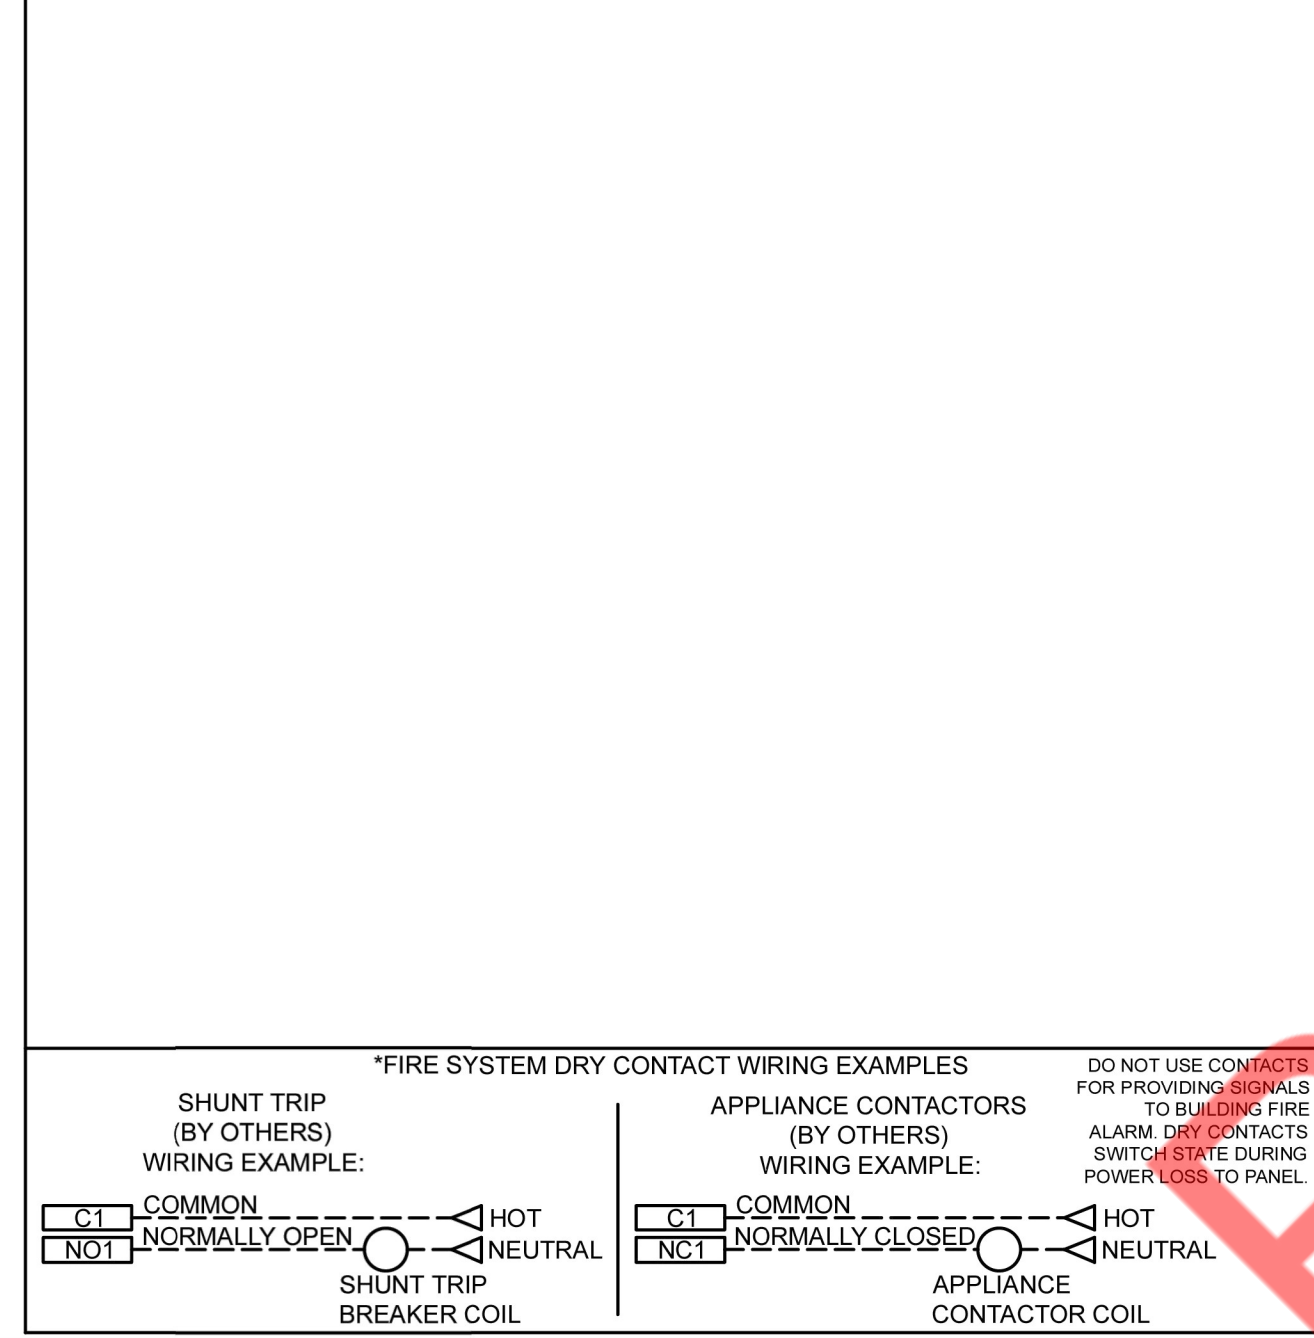 *FIRE SYSTEM DRY CONTACT WIRING EXAMPLES
SHUNT TRIP
(BY OTHERS)
WIRING EXAMPLE:
C1
COMMON
HOT
NO1
NORMALLY OPEN
NEUTRAL
SHUNT TRIP
BREAKER COIL
APPLIANCE CONTACTORS
(BY OTHERS)
WIRING EXAMPLE:
C1
COMMON
HOT
NC1
NORMALLY CLOSED
NEUTRAL
APPLIANCE
CONTACTOR COIL
DO NOT USE CONTACTS
FOR PROVIDING SIGNALS
TO BUILDING FIRE
ALARM. DRY CONTACTS
SWITCH STATE DURING
POWER LOSS TO PANEL.